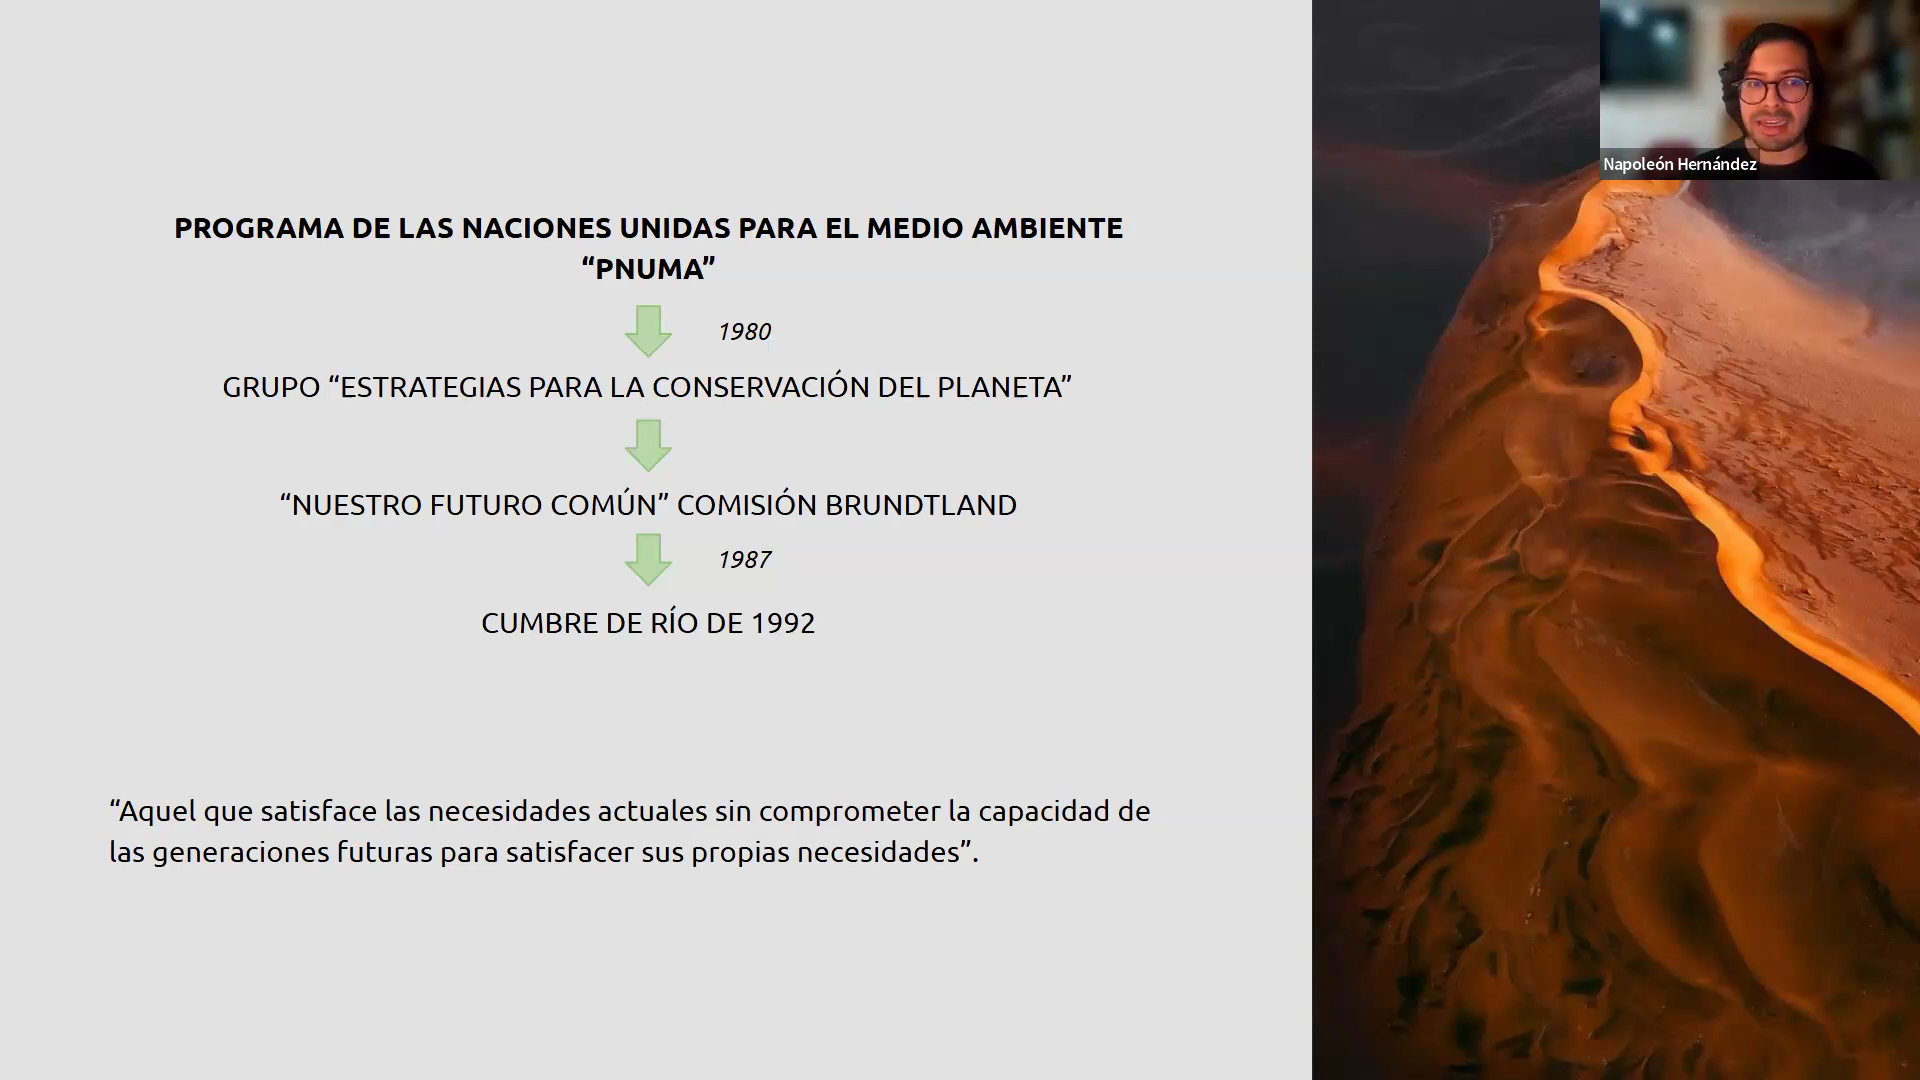 PROGRAMA DE LAS NACIONES UNIDAS PARA EL MEDIO AMBIENTE
“PNUMA”
1980
GRUPO “ESTRATEGIAS PARA LA CONSERVACIÓN DEL PLANETA”
“NUESTRO FUTURO COMÚN” COMISIÓN BRUNDTLAND
1987
CUMBRE DE RÍO DE 1992
“Aquel que satisface las necesidades actuales sin comprometer la capacidad de
las generaciones futuras para satisfacer sus propias necesidades”.
Napoleón Hernández